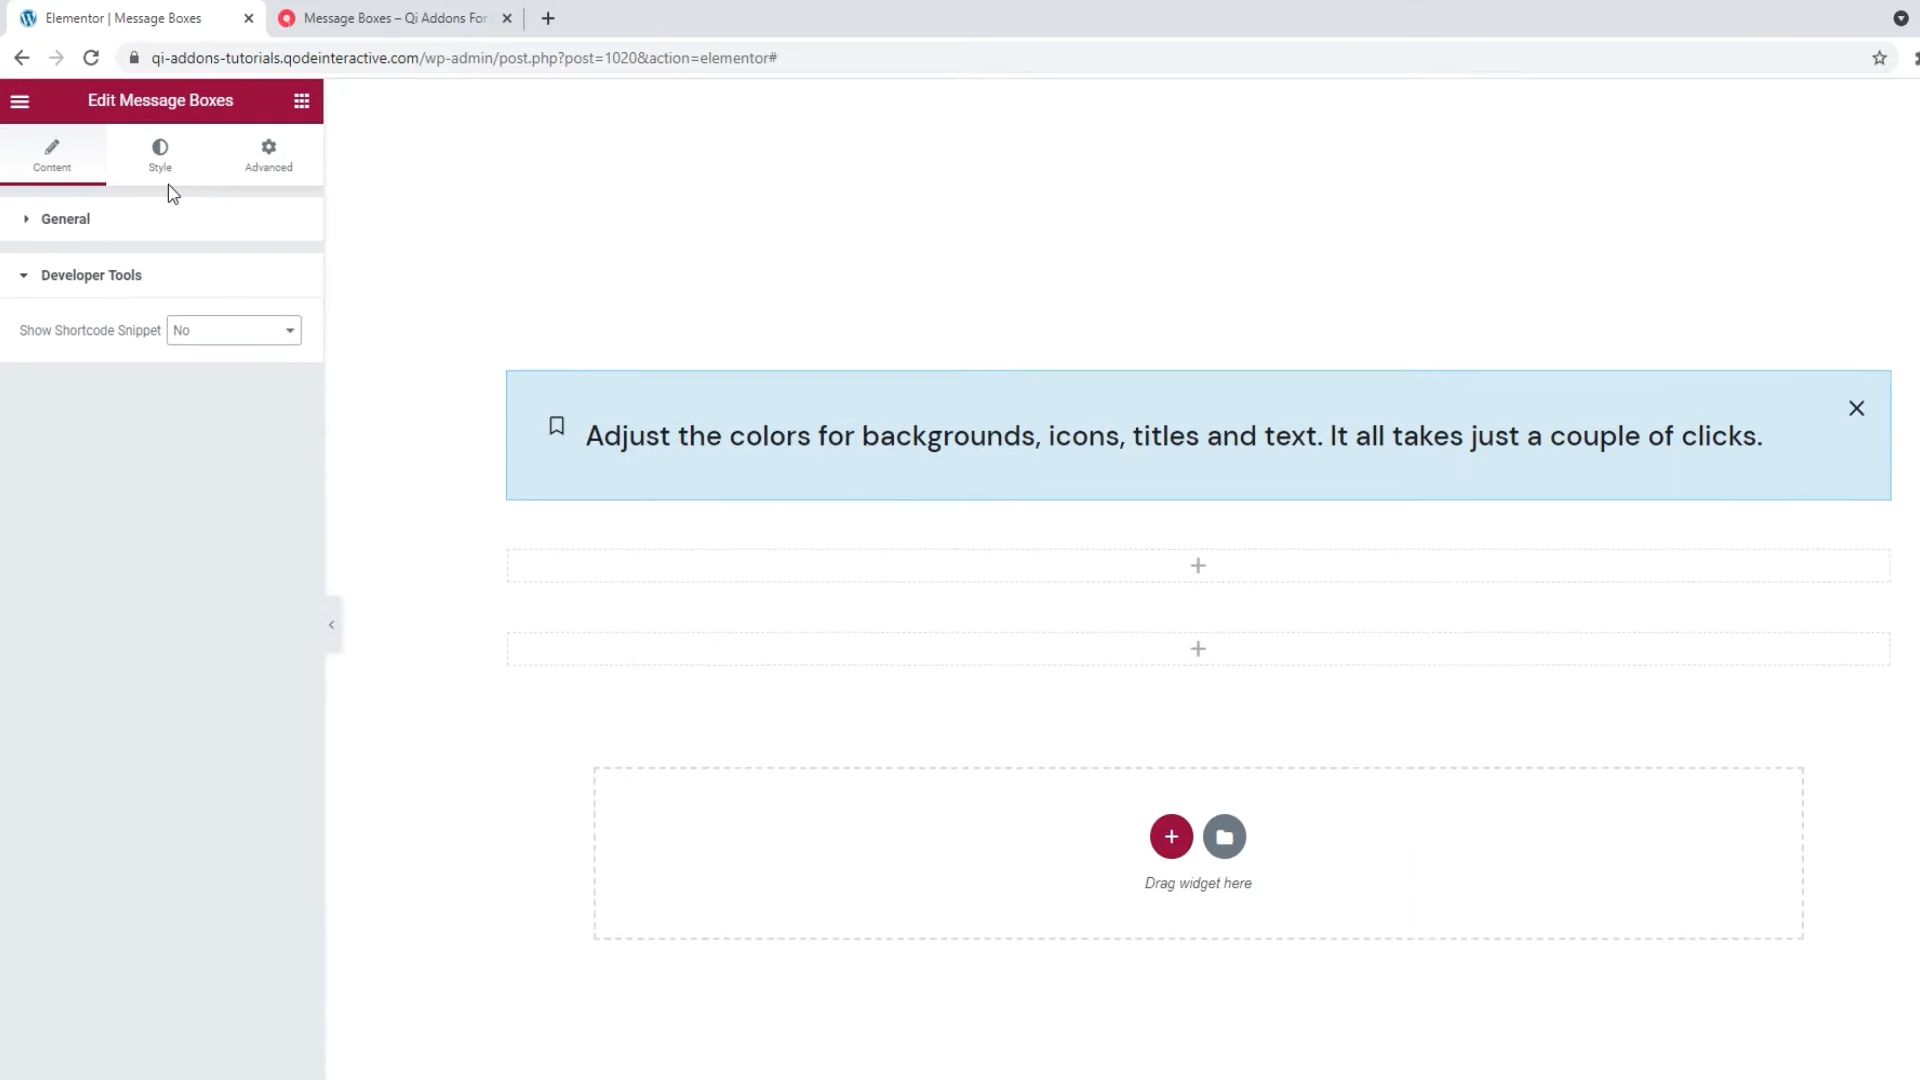 Elementor | Message Boxes
Message Boxes – Qi Addons For
qi-addons-tutorials.qodeinteractive.com/wp-admin/post.php?post=1020&action=elementor#
Edit Message Boxes
Content
Style
Advanced
General
Developer Tools
Show Shortcode Snippet
No
Adjust the colors for backgrounds, icons, titles and text. It all takes just a couple of clicks.
Drag widget here